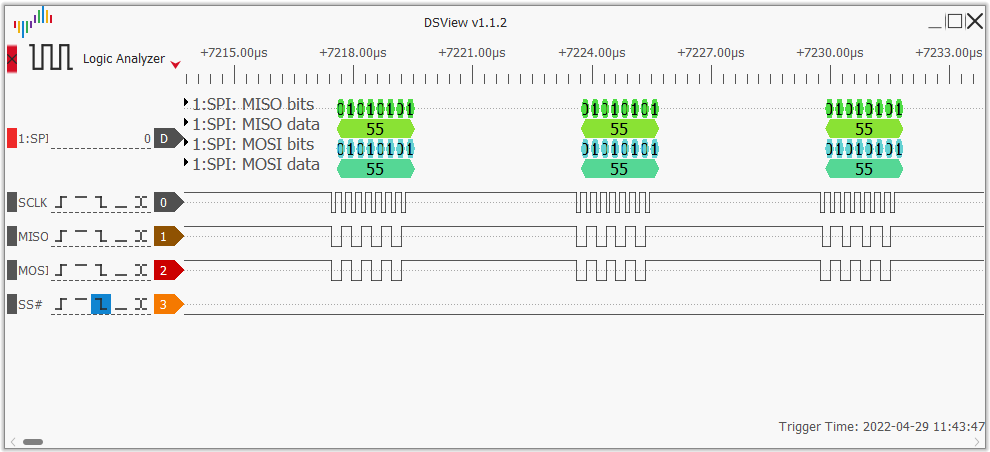 DSView v1.1.2
Logic Analyzer
+7215.00µs +7218.00µs +7221.00µs +7224.00µs +7227.00µs +7230.00µs +7233.00µs
1:SPI: MISO bits 01010101 01010101 01010101
1:SPI: MISO data 55 55 55
1:SPI 0 D
1:SPI: MOSI bits 01010101 01010101 01010101
1:SPI: MOSI data 55 55 55
SCLK 0
MISO 1
MOSI 2
SS# 3
Trigger Time: 2022-04-29 11:43:47